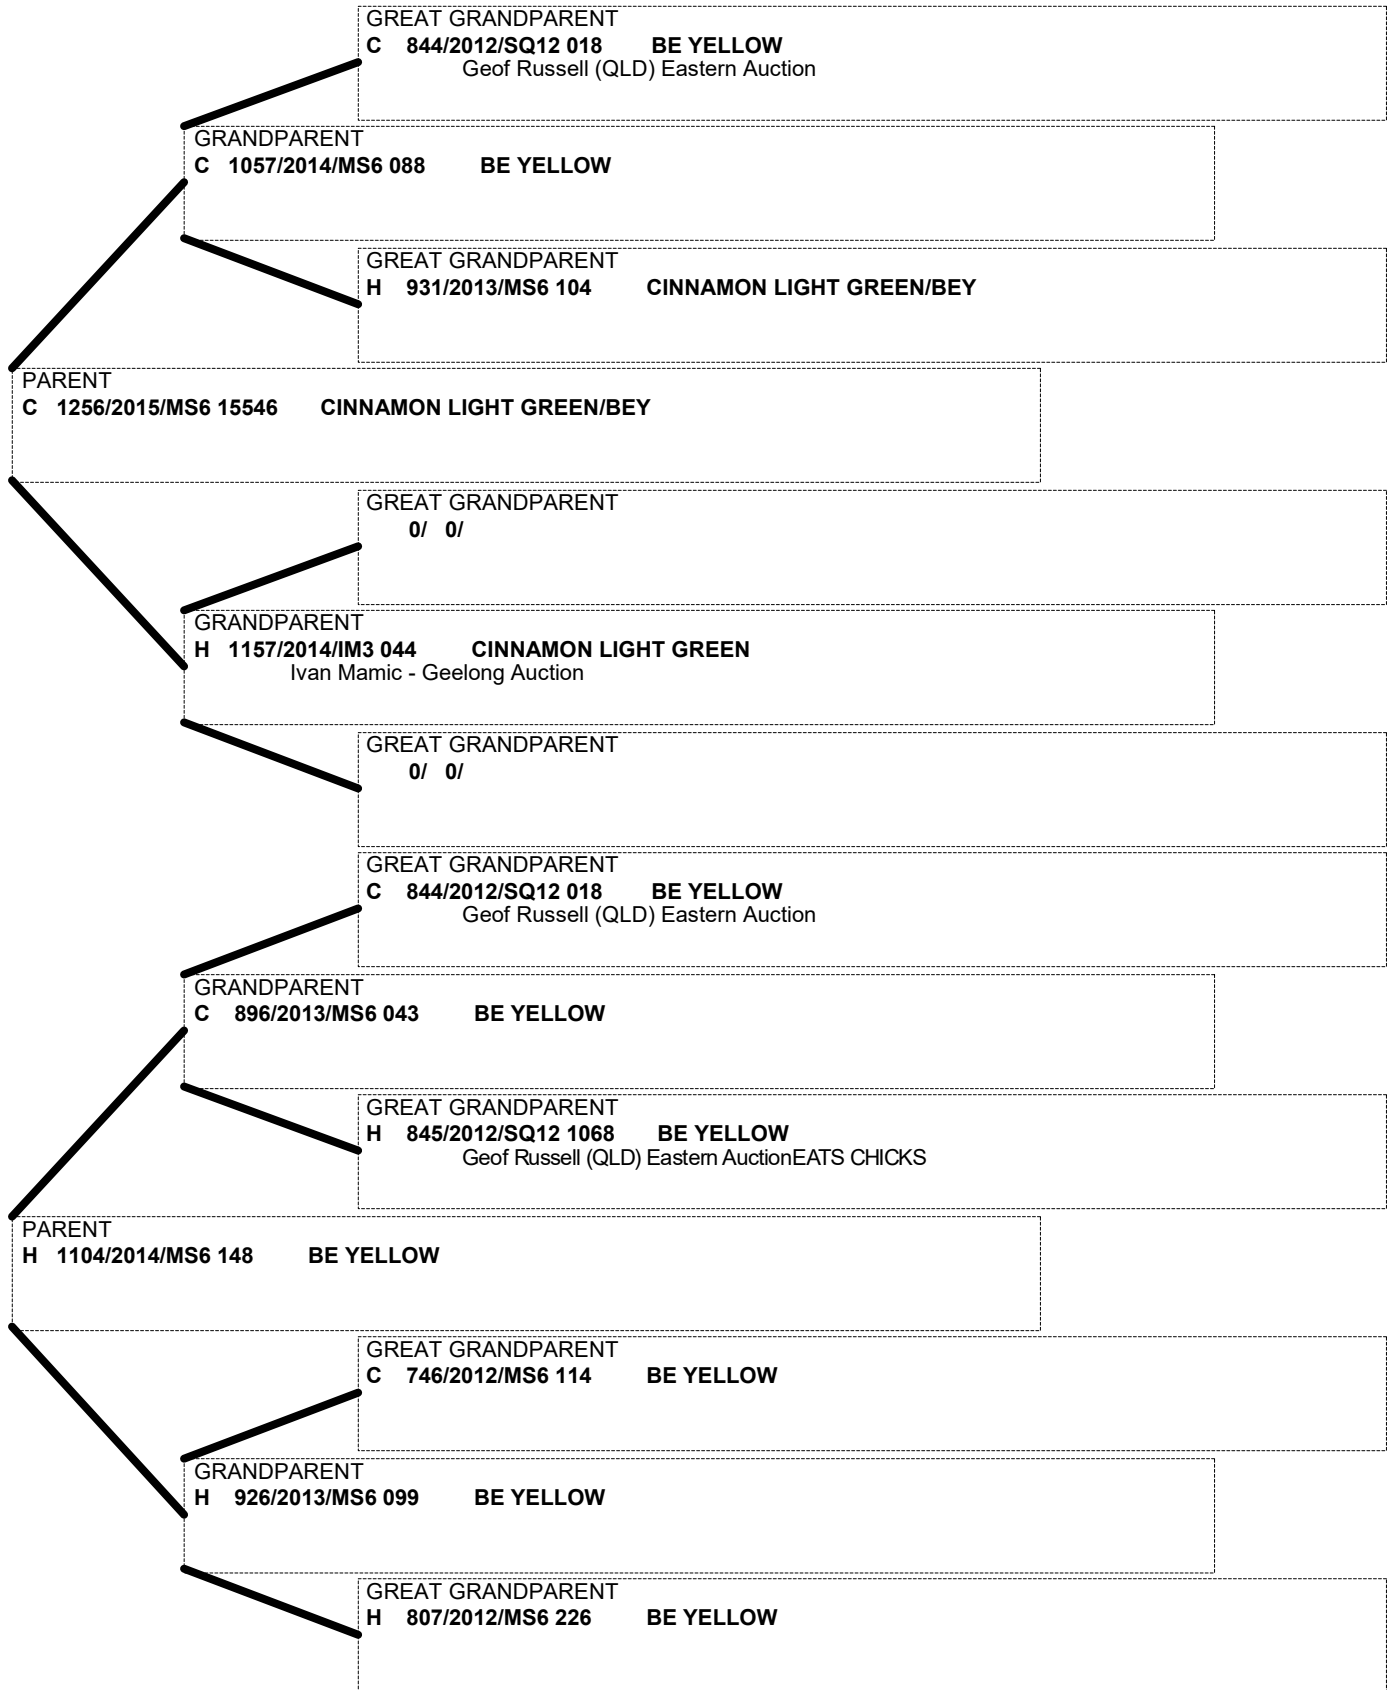 GREAT GRANDPARENT
C 844/2012/SQ12 018 BE YELLOW
Geof Russell (QLD) Eastern Auction
GRANDPARENT
C 1057/2014/MS6 088 BE YELLOW
GREAT GRANDPARENT
H 931/2013/MS6 104 CINNAMON LIGHT GREEN/BEY
PARENT
C 1256/2015/MS6 15546 CINNAMON LIGHT GREEN/BEY
GREAT GRANDPARENT
0/ 0/
GRANDPARENT
H 1157/2014/IM3 044 CINNAMON LIGHT GREEN
Ivan Mamic - Geelong Auction
GREAT GRANDPARENT
0/ 0/
GREAT GRANDPARENT
C 844/2012/SQ12 018 BE YELLOW
Geof Russell (QLD) Eastern Auction
GRANDPARENT
C 896/2013/MS6 043 BE YELLOW
GREAT GRANDPARENT
H 845/2012/SQ12 1068 BE YELLOW
Geof Russell (QLD) Eastern AuctionEATS CHICKS
PARENT
H 1104/2014/MS6 148 BE YELLOW
GREAT GRANDPARENT
C 746/2012/MS6 114 BE YELLOW
GRANDPARENT
H 926/2013/MS6 099 BE YELLOW
GREAT GRANDPARENT
H 807/2012/MS6 226 BE YELLOW